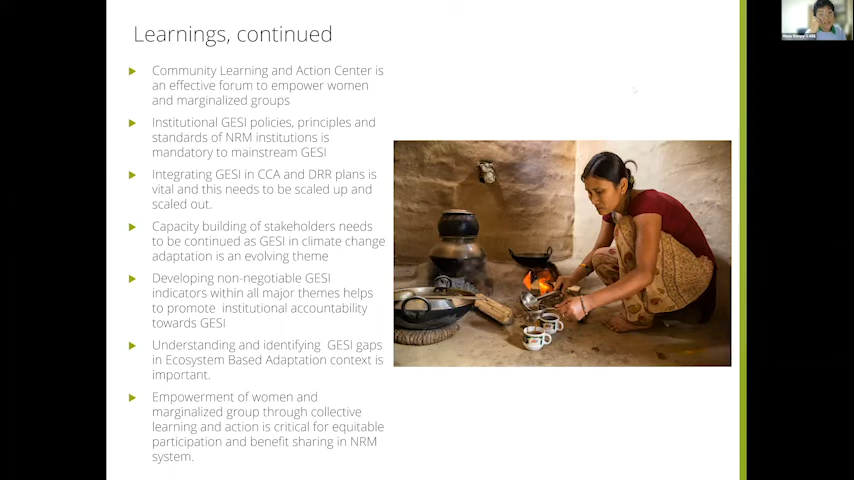 Learnings, continued
Community Learning and Action Center is
an effective forum to empower women
and marginalized groups
Institutional GESI policies, principles and
standards of NRM institutions is
mandatory to mainstream GESI
Integrating GESI in CCA and DRR plans is
vital and this needs to be scaled up and
scaled out.
Capacity building of stakeholders needs
to be continued as GESI in climate change
adaptation is an evolving theme
Developing non-negotiable GESI
indicators within all major themes helps
to promote institutional accountability
towards GESI
Understanding and identifying GESI gaps
in Ecosystem Based Adaptation context is
important.
Empowerment of women and
marginalized group through collective
learning and action is critical for equitable
participation and benefit sharing in NRM
system.